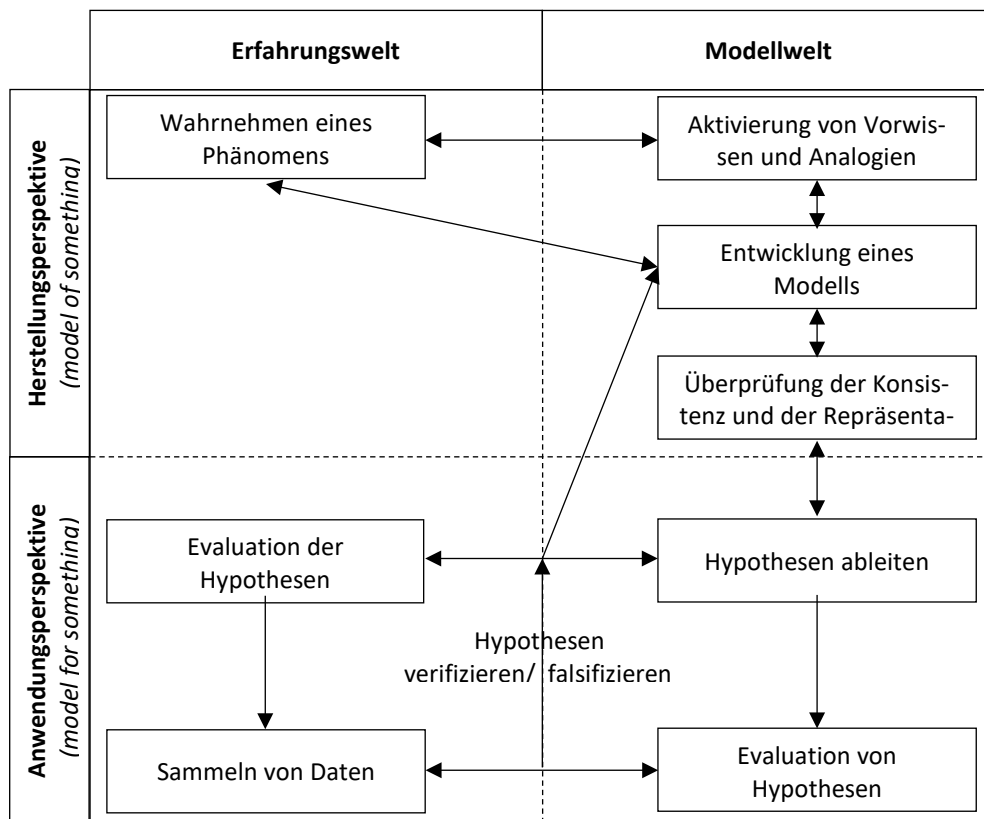 Erfahrungswelt
Modellwelt
Herstellungsperspektive
(model of somethina)
Wahrnehmen eines
Phänomens
Aktivierung von Vorwis-
sen und Analogien
Entwicklung eines
Modells
Überprüfung der Konsis-
tenz und der Repräsenta-
Anwendungsperspektive
(model for somethina)
Evaluation der
Hypothesen
Hypothesen ableiten
Hypothesen
verifizieren/ falsifizieren
Sammeln von Daten
Evaluation von
Hypothesen